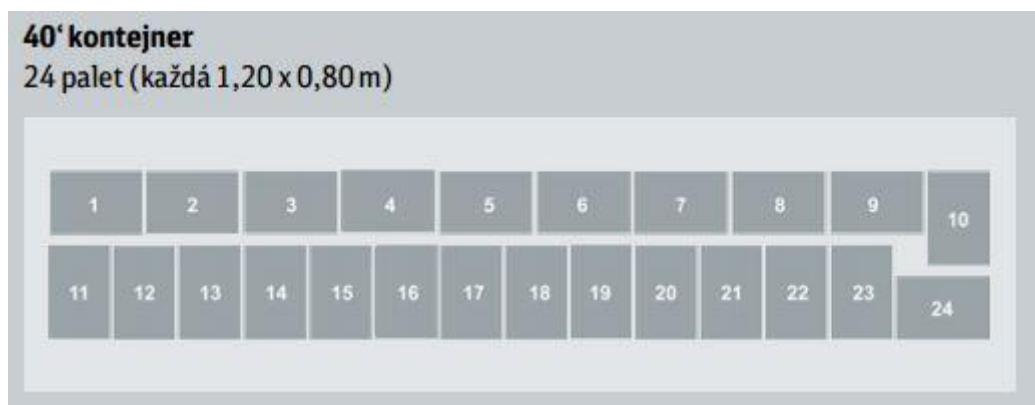 40‘ kontejner
24 palet (každá 1,20 x 0,80 m)
1 2 3 4 5 6 7 8 9 10
11 12 13 14 15 16 17 18 19 20 21 22 23 24